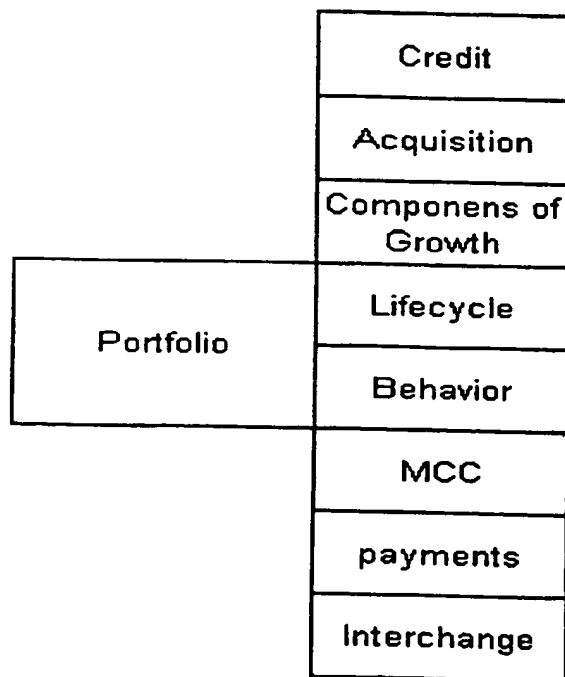 Credit
Acquisition
Componens of
Growth
Portfolio
Lifecycle
Behavior
MCC
payments
Interchange